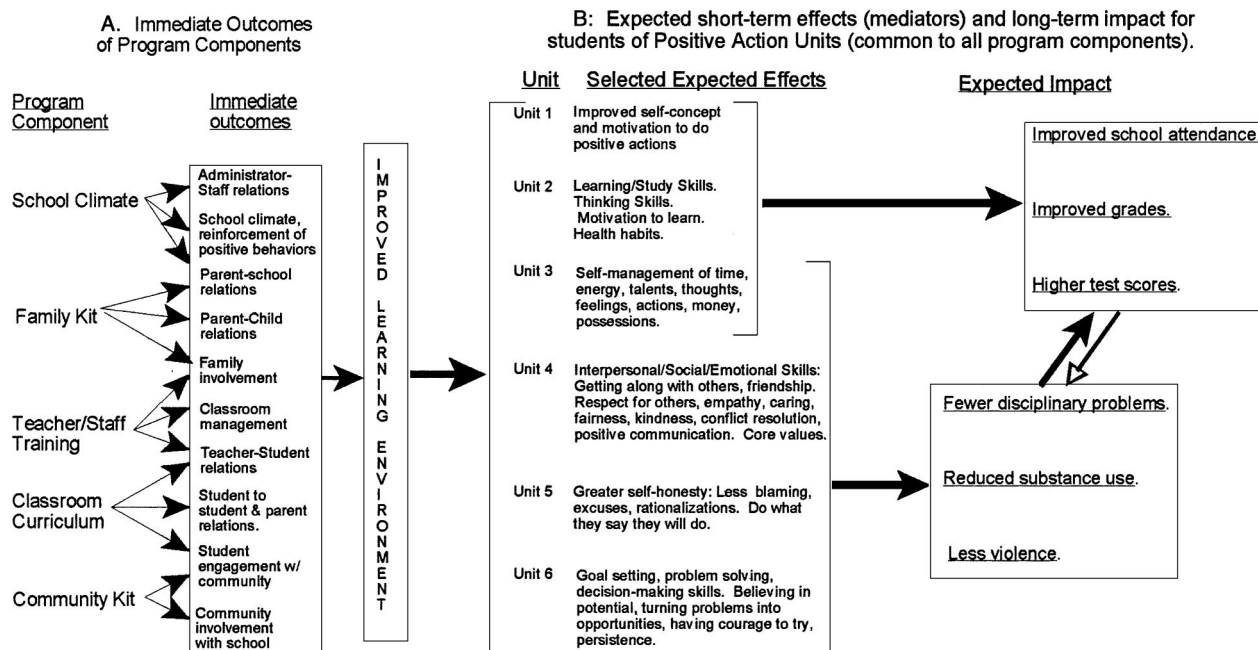 A. Immediate Outcomes
of Program Components
B: Expected short-term effects (mediators) and long-term impact for
students of Positive Action Units (common to all program components).
Program
Component
Immediate
outcomes
School Climate
Family Kit
Teacher/Staff
Training
Classroom
Curriculum
Community Kit
Administrator-
Staff relations
School climate,
reinforcement of
positive behaviors
Parent-school
relations
Parent-Child
relations
Family
involvement
Classroom
management
Teacher-Student
relations
Student to
student & parent
relations.
Student
engagement w/
community
Community
involvement
with school
IMPROVED LEARNING ENVIRONMENT
Unit Selected Expected Effects
Unit 1 Improved self-concept
and motivation to do
positive actions
Unit 2 Learning/Study Skills.
Thinking Skills.
Motivation to learn.
Health habits.
Unit 3 Self-management of time,
energy, talents, thoughts,
feelings, actions, money,
possessions.
Unit 4 Interpersonal/Social/Emotional Skills:
Getting along with others, friendship.
Respect for others, empathy, caring,
fairness, kindness, conflict resolution,
positive communication. Core values.
Unit 5 Greater self-honesty: Less blaming,
excuses, rationalizations. Do what
they say they will do.
Unit 6 Goal setting, problem solving,
decision-making skills. Believing in
potential, turning problems into
opportunities, having courage to try,
persistence.
Expected Impact
Improved school attendance
Improved grades.
Higher test scores.
Fewer disciplinary problems.
Reduced substance use.
Less violence.